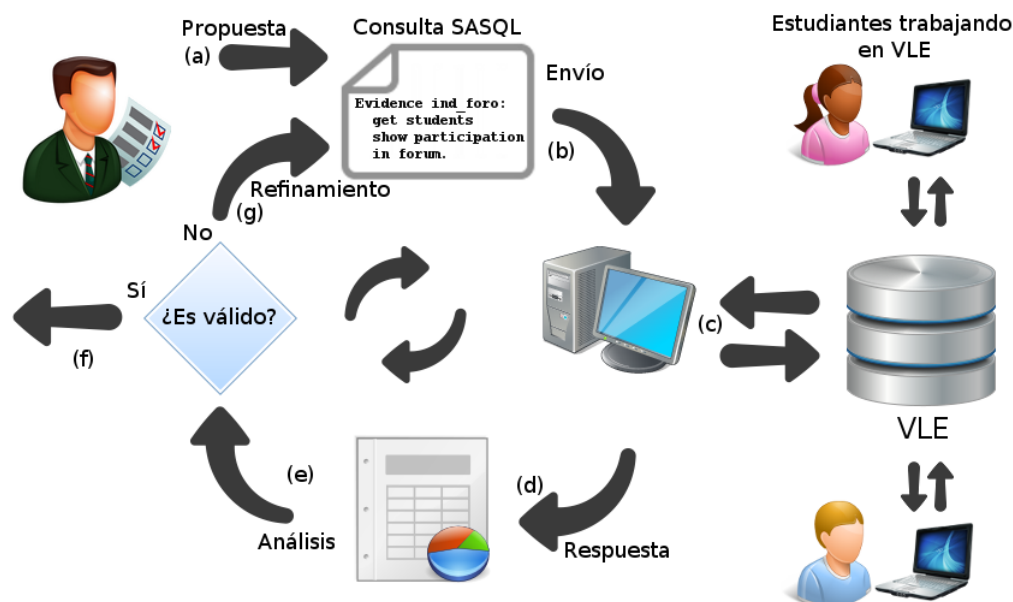 Propuesta
(a)
Consulta SASQL
Evidence ind_foro:
get students
show participation
in forum.
Envío
(b)
Estudiantes trabajando
en VLE
Refinamiento
(g)
No
Sí
¿Es válido?
(f)
(c)
VLE
(e)
Análisis
(d)
Respuesta